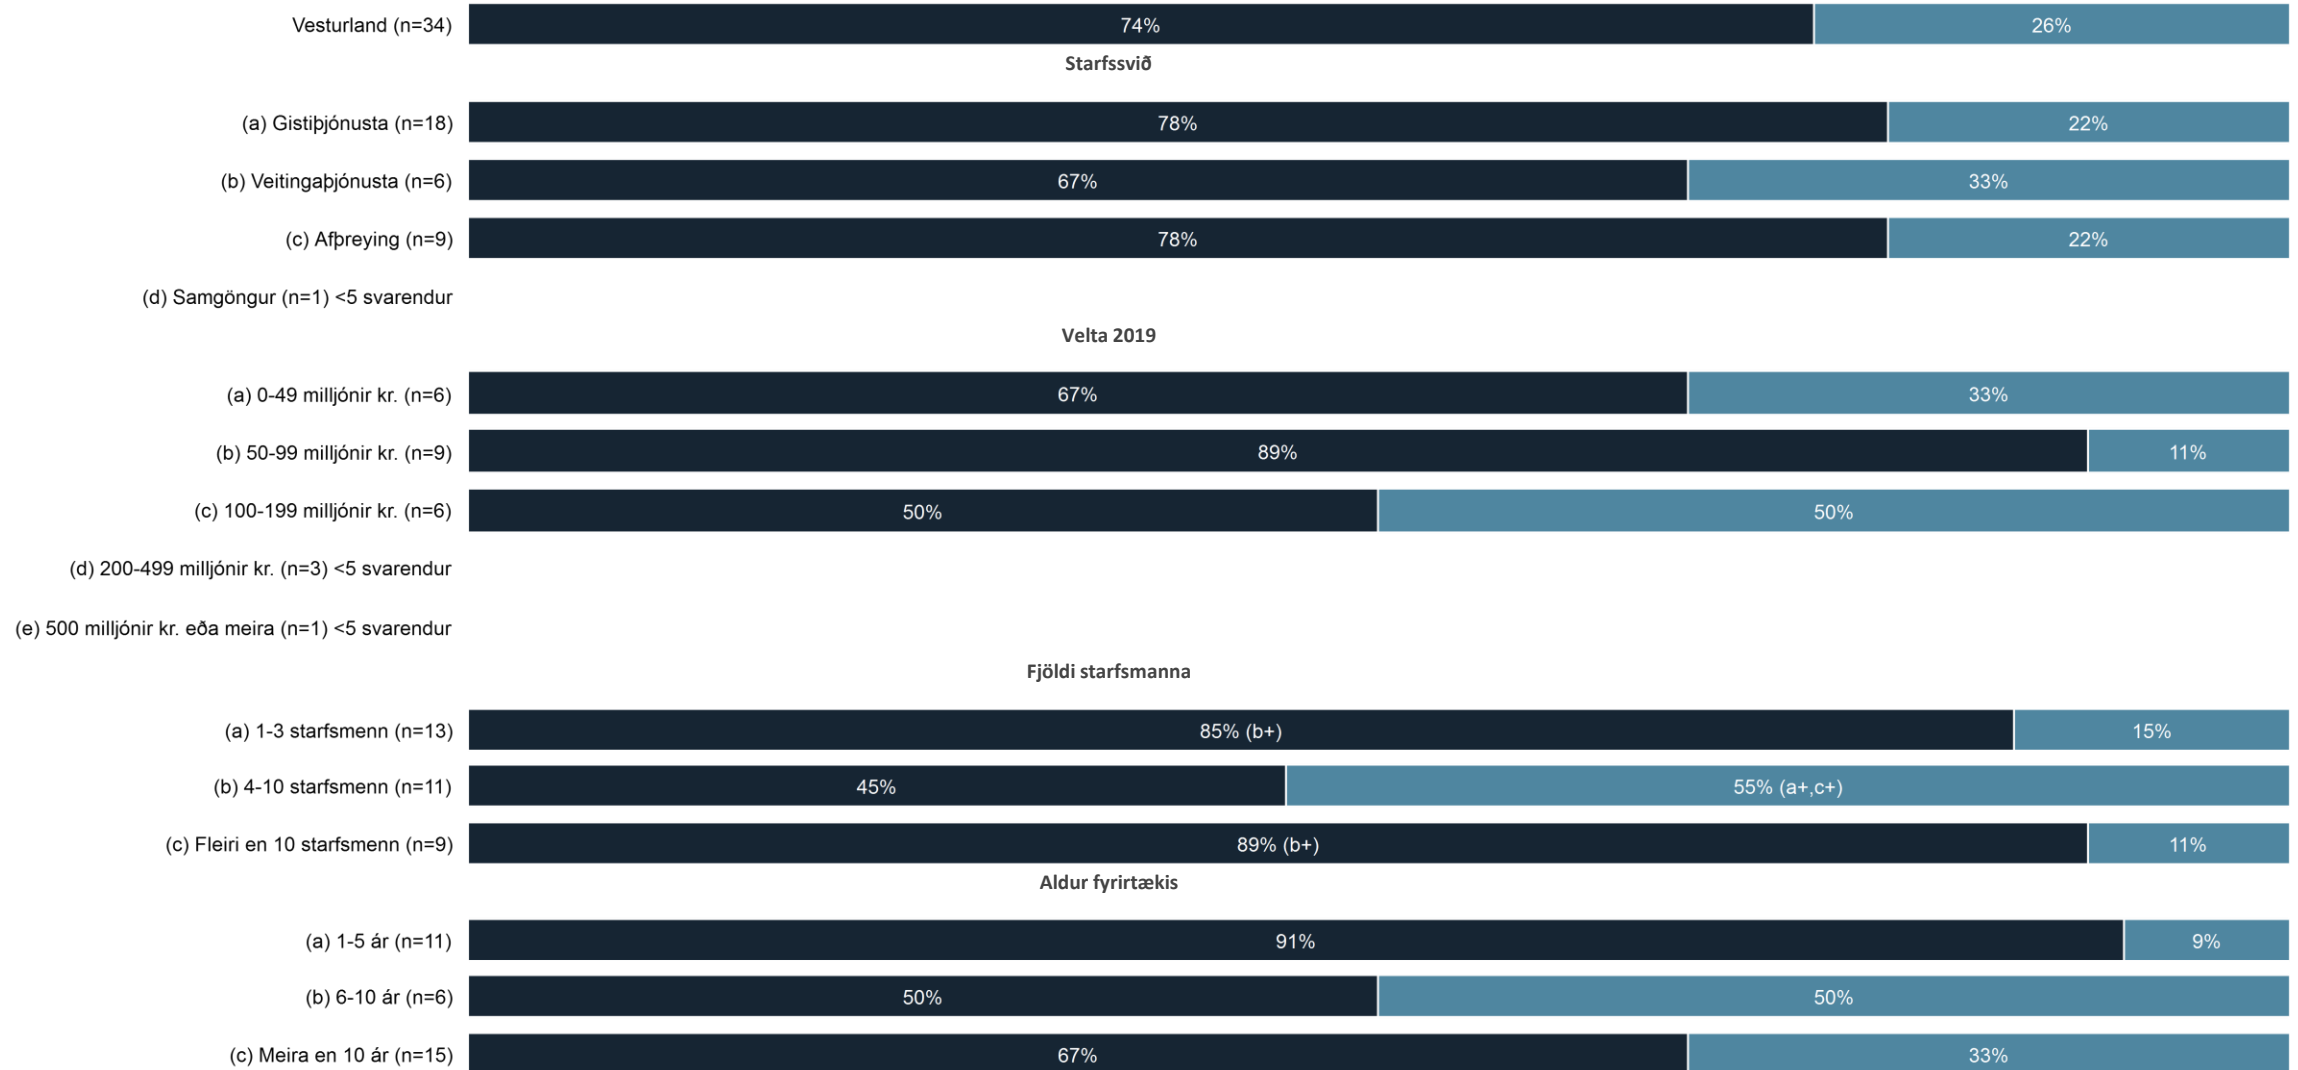 Vesturland (n=34) 74% 26%
Starfssvið
(a) Gistiþjónusta (n=18) 78% 22%
(b) Veitingaþjónusta (n=6) 67% 33%
(c) Afþreying (n=9) 78% 22%
(d) Samgöngur (n=1) <5 svarendur
Velta 2019
(a) 0-49 milljónir kr. (n=6) 67% 33%
(b) 50-99 milljónir kr. (n=9) 89% 11%
(c) 100-199 milljónir kr. (n=6) 50% 50%
(d) 200-499 milljónir kr. (n=3) <5 svarendur
(e) 500 milljónir kr. eða meira (n=1) <5 svarendur
Fjöldi starfsmanna
(a) 1-3 starfsmenn (n=13) 85% (b+) 15%
(b) 4-10 starfsmenn (n=11) 45% 55% (a+,c+)
(c) Fleiri en 10 starfsmenn (n=9) 89% (b+) 11%
Aldur fyrirtækis
(a) 1-5 ár (n=11) 91% 9%
(b) 6-10 ár (n=6) 50% 50%
(c) Meira en 10 ár (n=15) 67% 33%